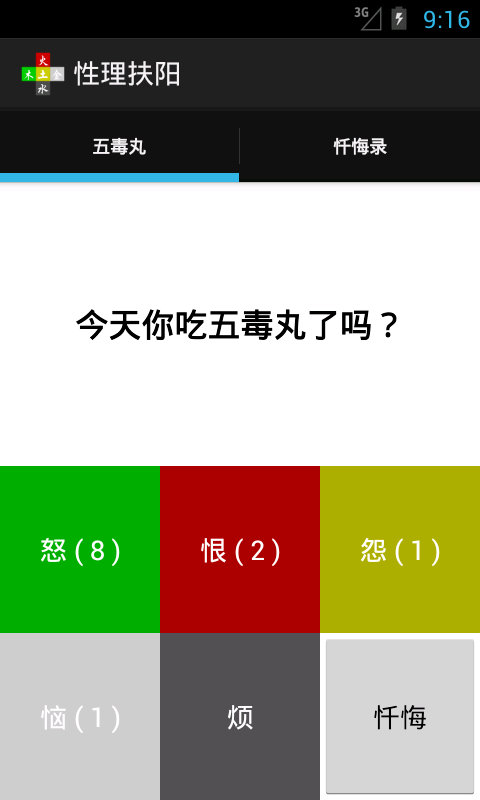 3G
9:16
火
木土金
水
性理扶阳
五毒丸
忏悔录
今天你吃五毒丸了吗？
怒(8)
恨(2)
怨(1)
恼(1)
烦
忏悔